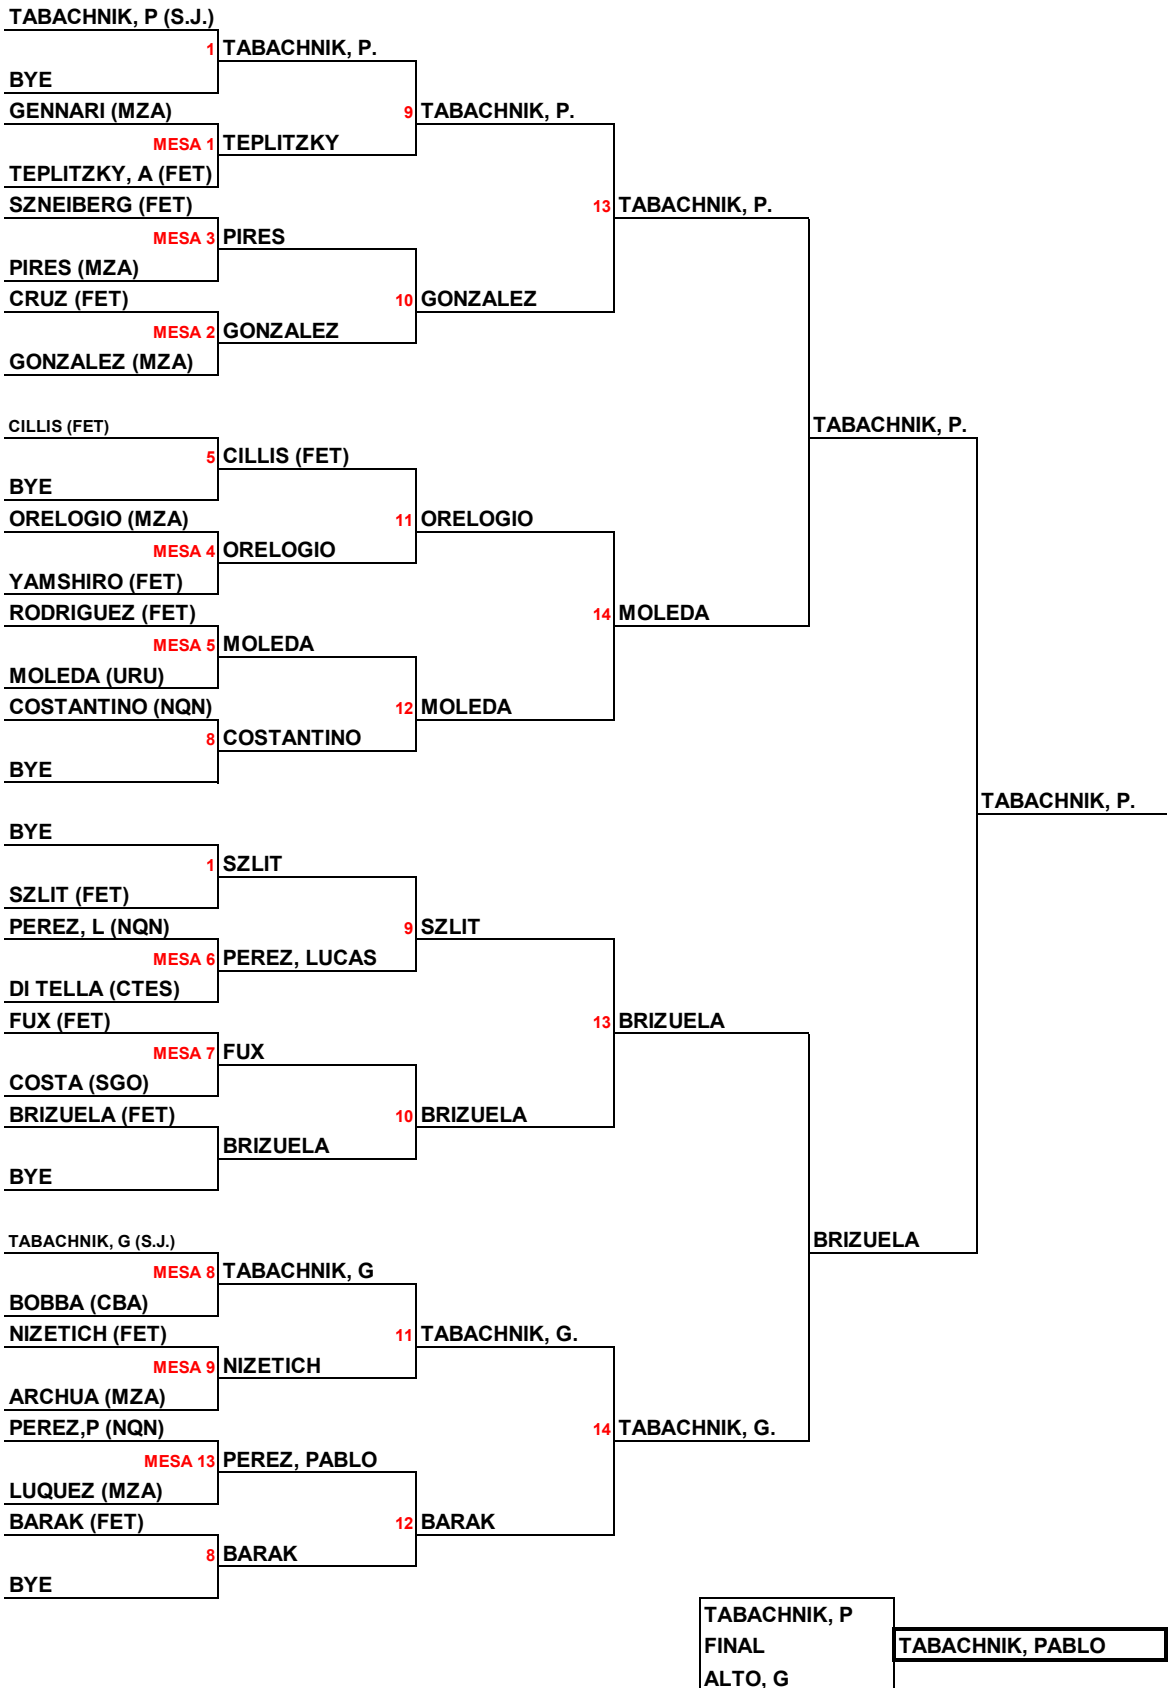 TABACHNIK, P (S.J.)
1 TABACHNIK, P.
BYE
GENNARI (MZA)
9 TABACHNIK, P.
MESA 1 TEPLITZKY
TEPLITZKY, A (FET)
SZNEIBERG (FET)
13 TABACHNIK, P.
MESA 3 PIRES
PIRES (MZA)
CRUZ (FET)
10 GONZALEZ
MESA 2 GONZALEZ
GONZALEZ (MZA)
CILLIS (FET)
TABACHNIK, P.
5 CILLIS (FET)
BYE
ORELOGIO (MZA)
11 ORELOGIO
MESA 4 ORELOGIO
YAMSHIRO (FET)
RODRIGUEZ (FET)
14 MOLEDA
MESA 5 MOLEDA
MOLEDA (URU)
COSTANTINO (NQN)
12 MOLEDA
8 COSTANTINO
BYE
TABACHNIK, P.
BYE
1 SZLIT
SZLIT (FET)
PEREZ, L (NQN)
9 SZLIT
MESA 6 PEREZ, LUCAS
DI TELLA (CTES)
FUX (FET)
13 BRIZUELA
MESA 7 FUX
COSTA (SGO)
BRIZUELA (FET)
10 BRIZUELA
BRIZUELA
BYE
TABACHNIK, G (S.J.)
BRIZUELA
MESA 8 TABACHNIK, G
BOBBA (CBA)
NIZETICH (FET)
11 TABACHNIK, G.
MESA 9 NIZETICH
ARCHUA (MZA)
PEREZ,P (NQN)
14 TABACHNIK, G.
MESA 13 PEREZ, PABLO
LUQUEZ (MZA)
BARAK (FET)
12 BARAK
8 BARAK
BYE
TABACHNIK, P
FINAL
TABACHNIK, PABLO
ALTO, G